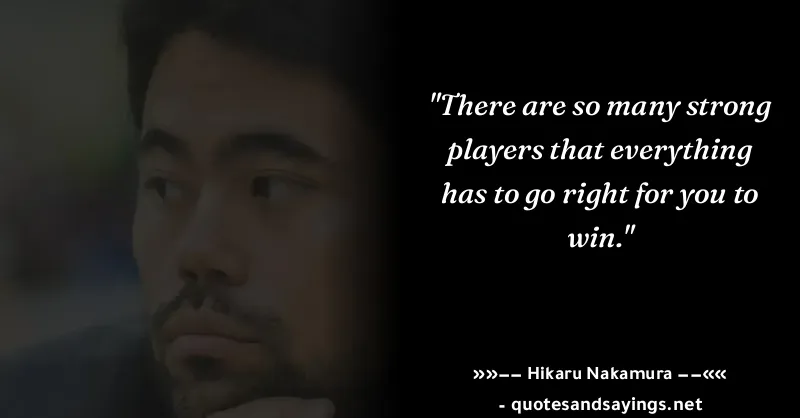 "There are so many strong
players that everything
has to go right for you to
win."
»»−− Hikaru Nakamura −−««
- quotesandsayings.net